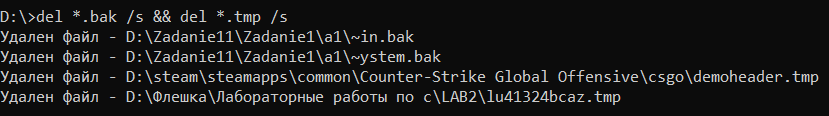 D:\>del *.bak /s && del *.tmp /s
Удален файл - D:\Zadanie11\Zadanie1\a1\~in.bak
Удален файл - D:\Zadanie11\Zadanie1\a1\~ystem.bak
Удален файл - D:\steam\steamapps\common\Counter-Strike Global Offensive\csgo\demoheader.tmp
Удален файл - D:\Флешка\Лабораторные работы по с\LAB2\lu41324bcaz.tmp